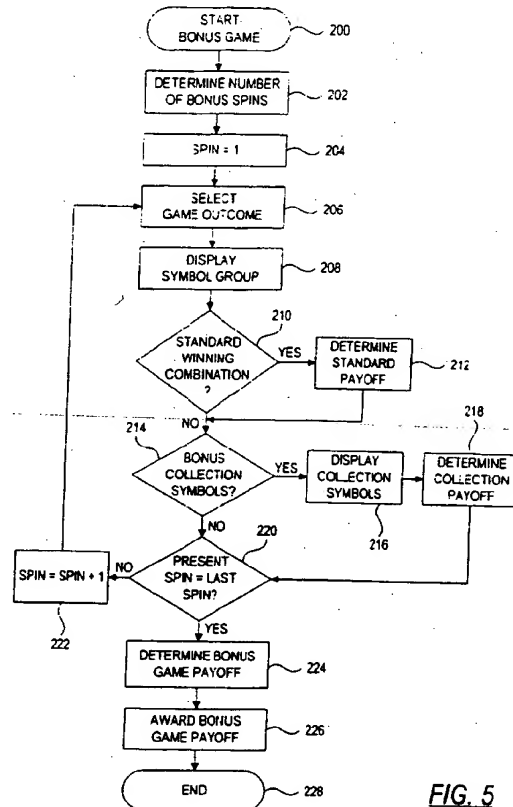 START
BONUS GAME
200
DETERMINE NUMBER
OF BONUS SPINS
202
SPIN = 1
204
SELECT
GAME OUTCOME
206
DISPLAY
SYMBOL GROUP
208
210
STANDARD
WINNING
COMBINATION
?
YES
DETERMINE
STANDARD
PAYOFF
212
NO
214
BONUS
COLLECTION
SYMBOLS?
YES
DISPLAY
COLLECTION
SYMBOLS
216
218
DETERMINE
COLLECTION
PAYOFF
NO
220
PRESENT
SPIN = LAST
SPIN?
NO
SPIN = SPIN + 1
222
YES
DETERMINE BONUS
GAME PAYOFF
224
AWARD BONUS
GAME PAYOFF
226
END
228
FIG. 5